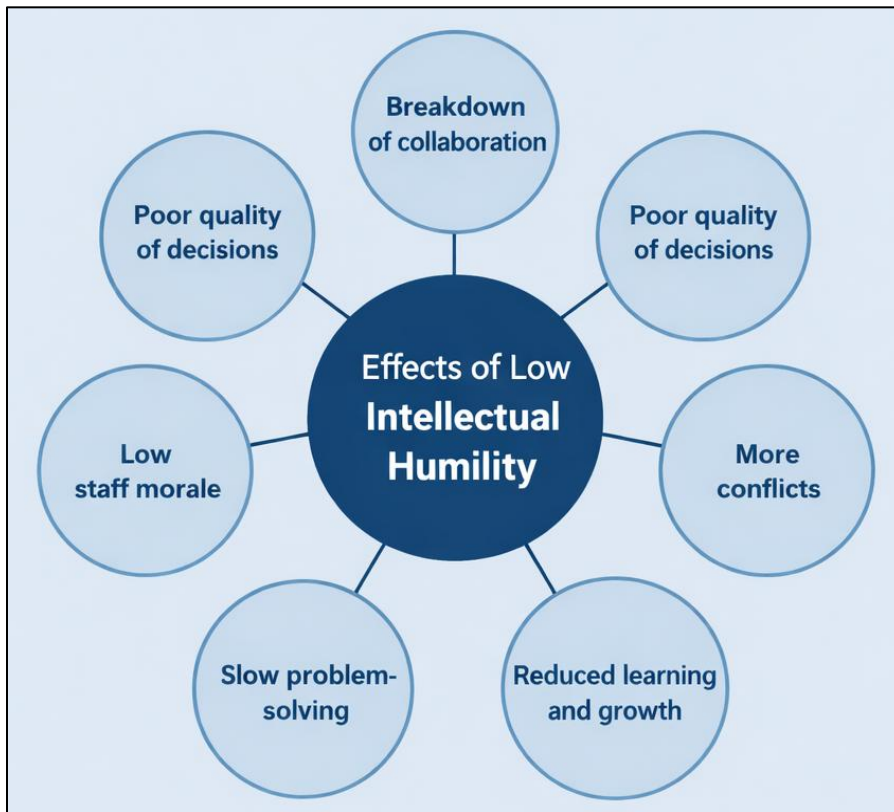 Breakdown
of collaboration
Poor quality
of decisions
Poor quality
of decisions
Effects of Low
Intellectual
Humility
Low
staff morale
More
conflicts
Slow problem-
solving
Reduced learning
and growth